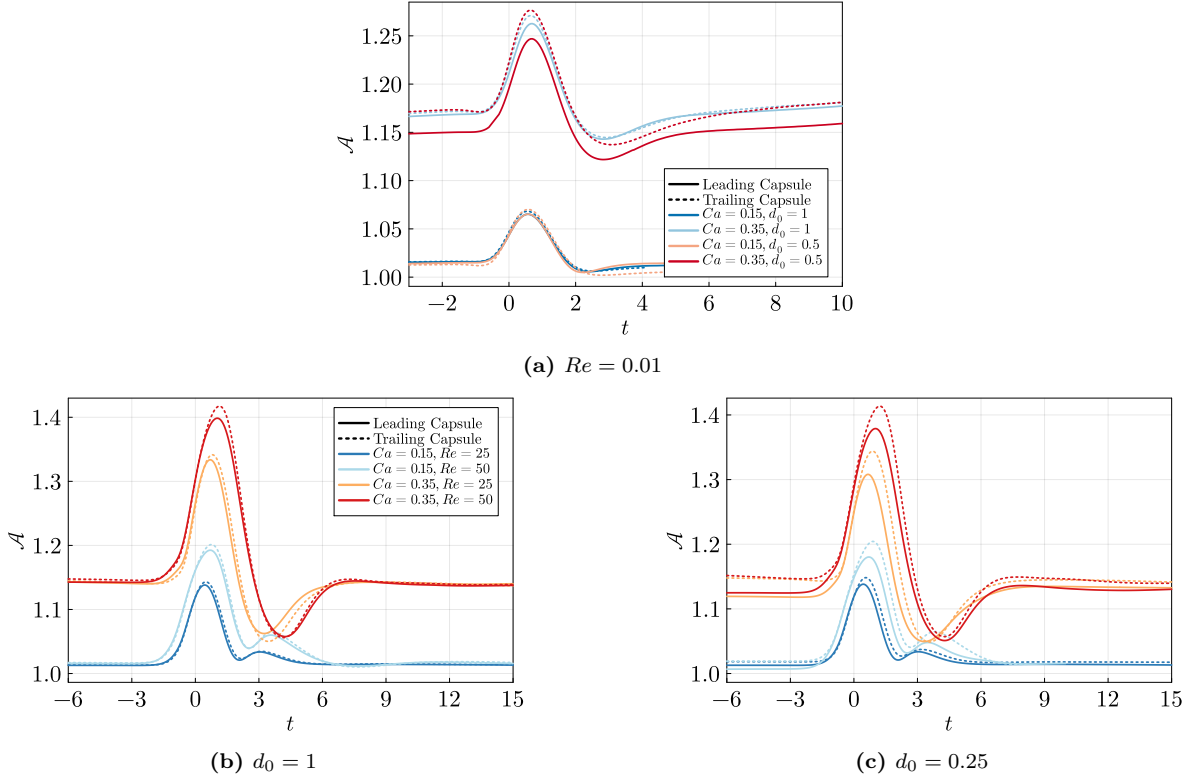 1.25
1.20
1.15
1.10
1.05
1.00
𝒜
Leading Capsule
Trailing Capsule
Ca = 0.15, d₀ = 1
Ca = 0.35, d₀ = 1
Ca = 0.15, d₀ = 0.5
Ca = 0.35, d₀ = 0.5
−2 0 2 4 6 8 10
t
(a) Re = 0.01
1.4
1.3
1.2
1.1
1.0
𝒜
Leading Capsule
Trailing Capsule
Ca = 0.15, Re = 25
Ca = 0.15, Re = 50
Ca = 0.35, Re = 25
Ca = 0.35, Re = 50
−6 −3 0 3 6 9 12 15
t
(b) d₀ = 1
1.4
1.3
1.2
1.1
1.0
𝒜
−6 −3 0 3 6 9 12 15
t
(c) d₀ = 0.25